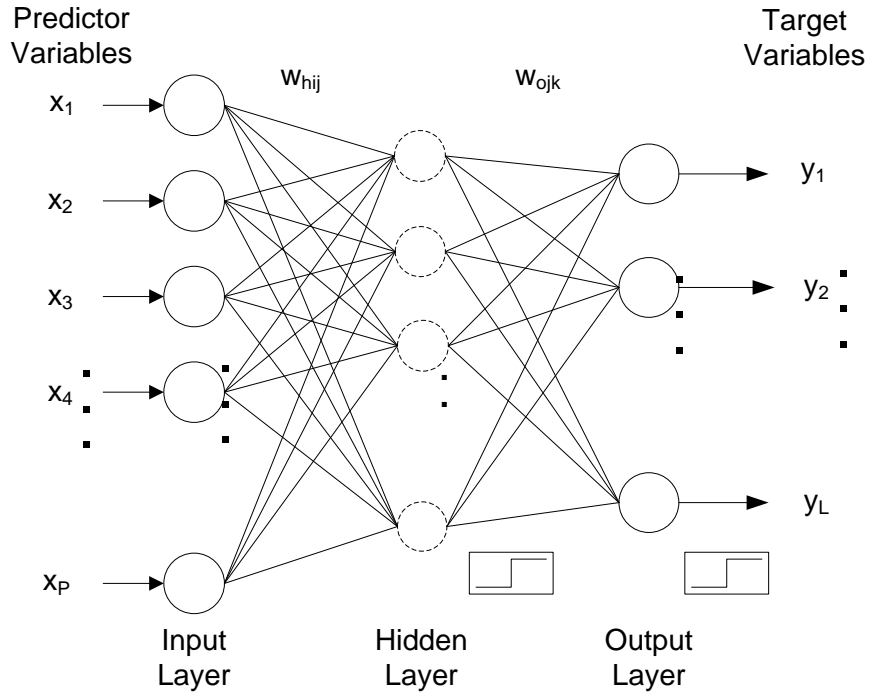 Predictor
Variables
Target
Variables
w_hij
w_ojk
x_1
x_2
x_3
x_4
x_P
y_1
y_2
y_L
Input
Layer
Hidden
Layer
Output
Layer